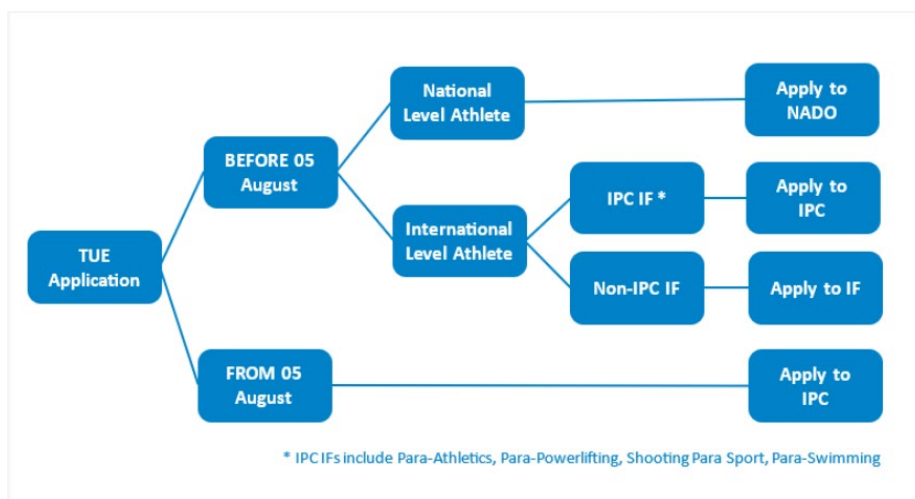 TUE
Application
BEFORE 05
August
FROM 05
August
National
Level Athlete
International
Level Athlete
IPC IF *
Non-IPC IF
Apply to
NADO
Apply to
IPC
Apply to IF
Apply to
IPC
* IPC IFs include Para-Athletics, Para-Powerlifting, Shooting Para Sport, Para-Swimming